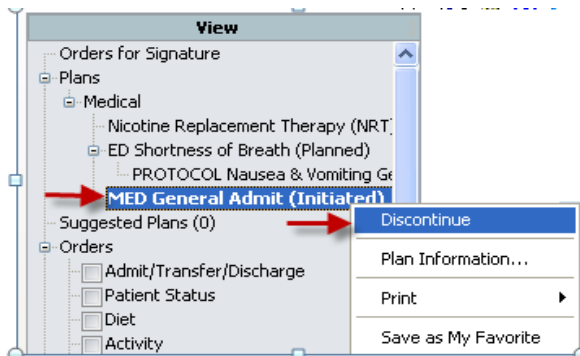 View
Orders for Signature
Plans
Medical
Nicotine Replacement Therapy (NRT
ED Shortness of Breath (Planned)
PROTOCOL Nausea & Vomiting Ge
MED General Admit (Initiated)
Suggested Plans (0)
Discontinue
Orders
Plan Information...
Admit/Transfer/Discharge
Patient Status
Print
Diet
Activity
Save as My Favorite